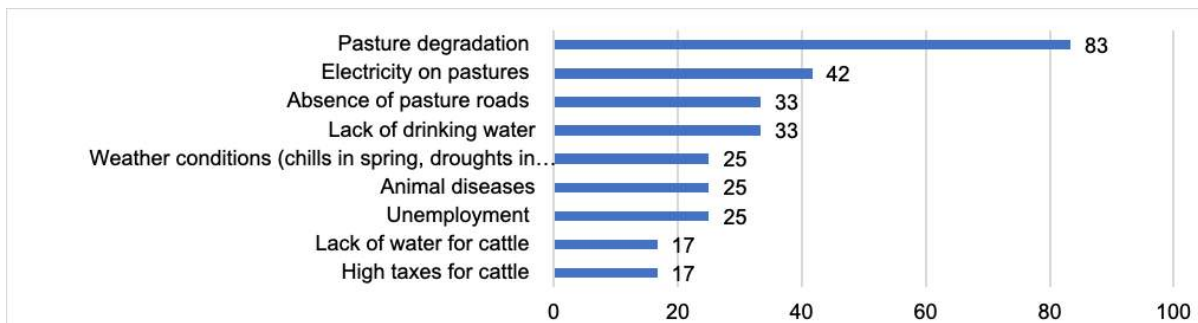 Pasture degradation 83
Electricity on pastures 42
Absence of pasture roads 33
Lack of drinking water 33
Weather conditions (chills in spring, droughts in… 25
Animal diseases 25
Unemployment 25
Lack of water for cattle 17
High taxes for cattle 17
0 20 40 60 80 100